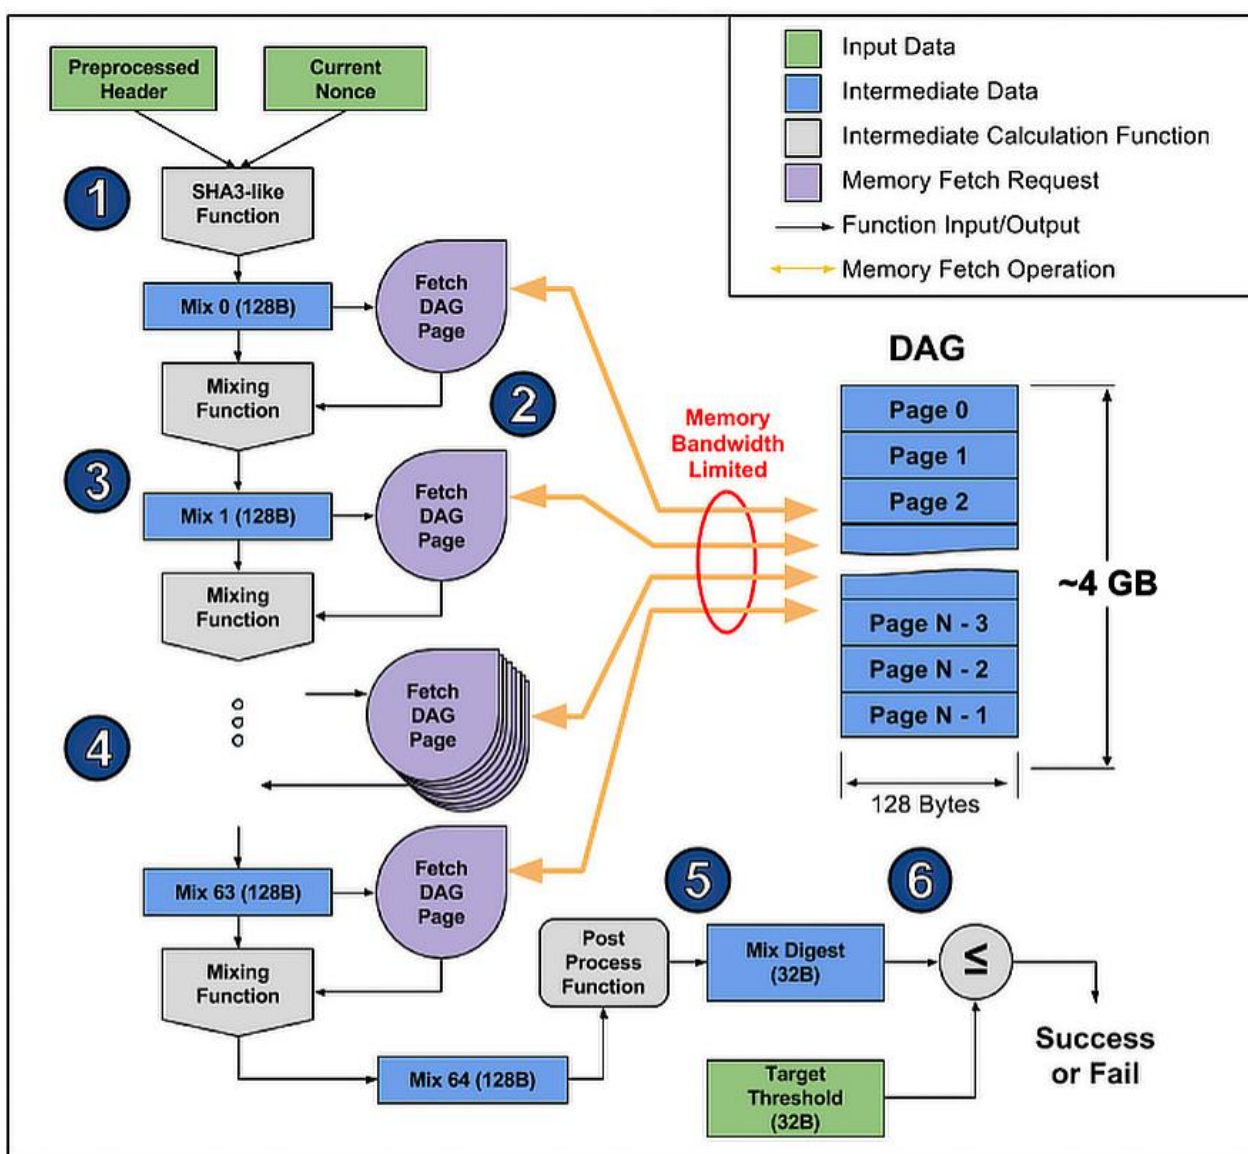 Preprocessed
Header
Current
Nonce
Input Data
Intermediate Data
Intermediate Calculation Function
Memory Fetch Request
Function Input/Output
Memory Fetch Operation
1
SHA3-like
Function
Mix 0 (128B)
Fetch
DAG
Page
Mixing
Function
2
3
Mix 1 (128B)
Fetch
DAG
Page
Mixing
Function
4
Fetch
DAG
Page
Mix 63 (128B)
Fetch
DAG
Page
Mixing
Function
Mix 64 (128B)
Memory
Bandwidth
Limited
DAG
Page 0
Page 1
Page 2
Page N - 3
Page N - 2
Page N - 1
~4 GB
128 Bytes
5
6
Post
Process
Function
Mix Digest
(32B)
≤
Target
Threshold
(32B)
Success
or Fail